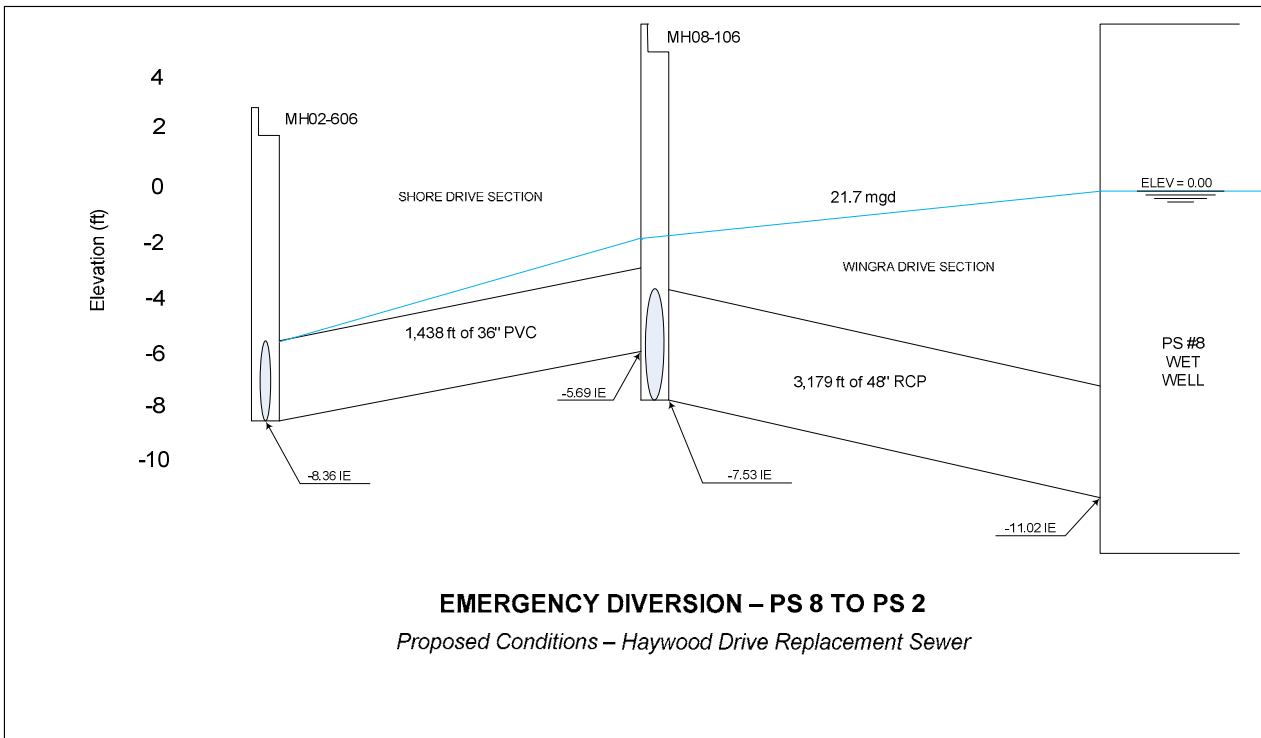 MH08-106
4
MH02-606
2
0
ELEV = 0.00
SHORE DRIVE SECTION
21.7 mgd
-2
Elevation (ft)
WINGRA DRIVE SECTION
-4
1,438 ft of 36" PVC
-6
PS #8
WET
WELL
3,179 ft of 48" RCP
-5.69 IE
-8
-10
-8.36 IE
-7.53 IE
-11.02 IE
EMERGENCY DIVERSION – PS 8 TO PS 2
Proposed Conditions – Haywood Drive Replacement Sewer